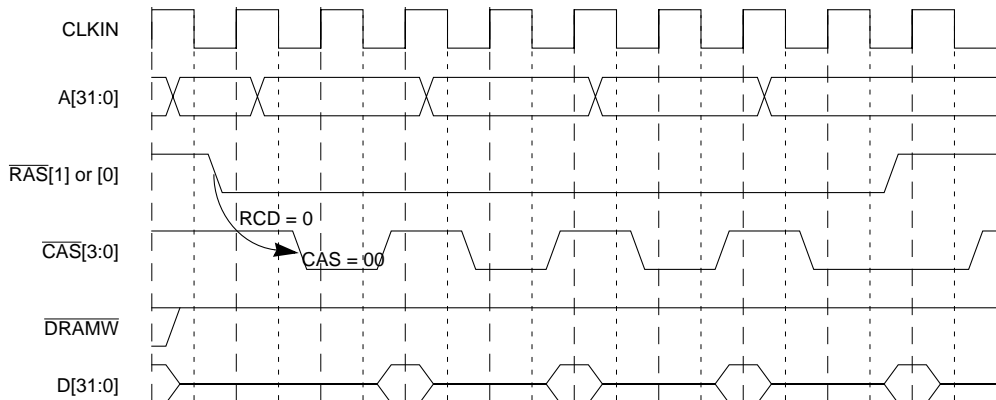 CLKIN
A[31:0]
RAS[1] or [0]
RCD = 0
CAS[3:0]
CAS = 00
DRAMW
D[31:0]